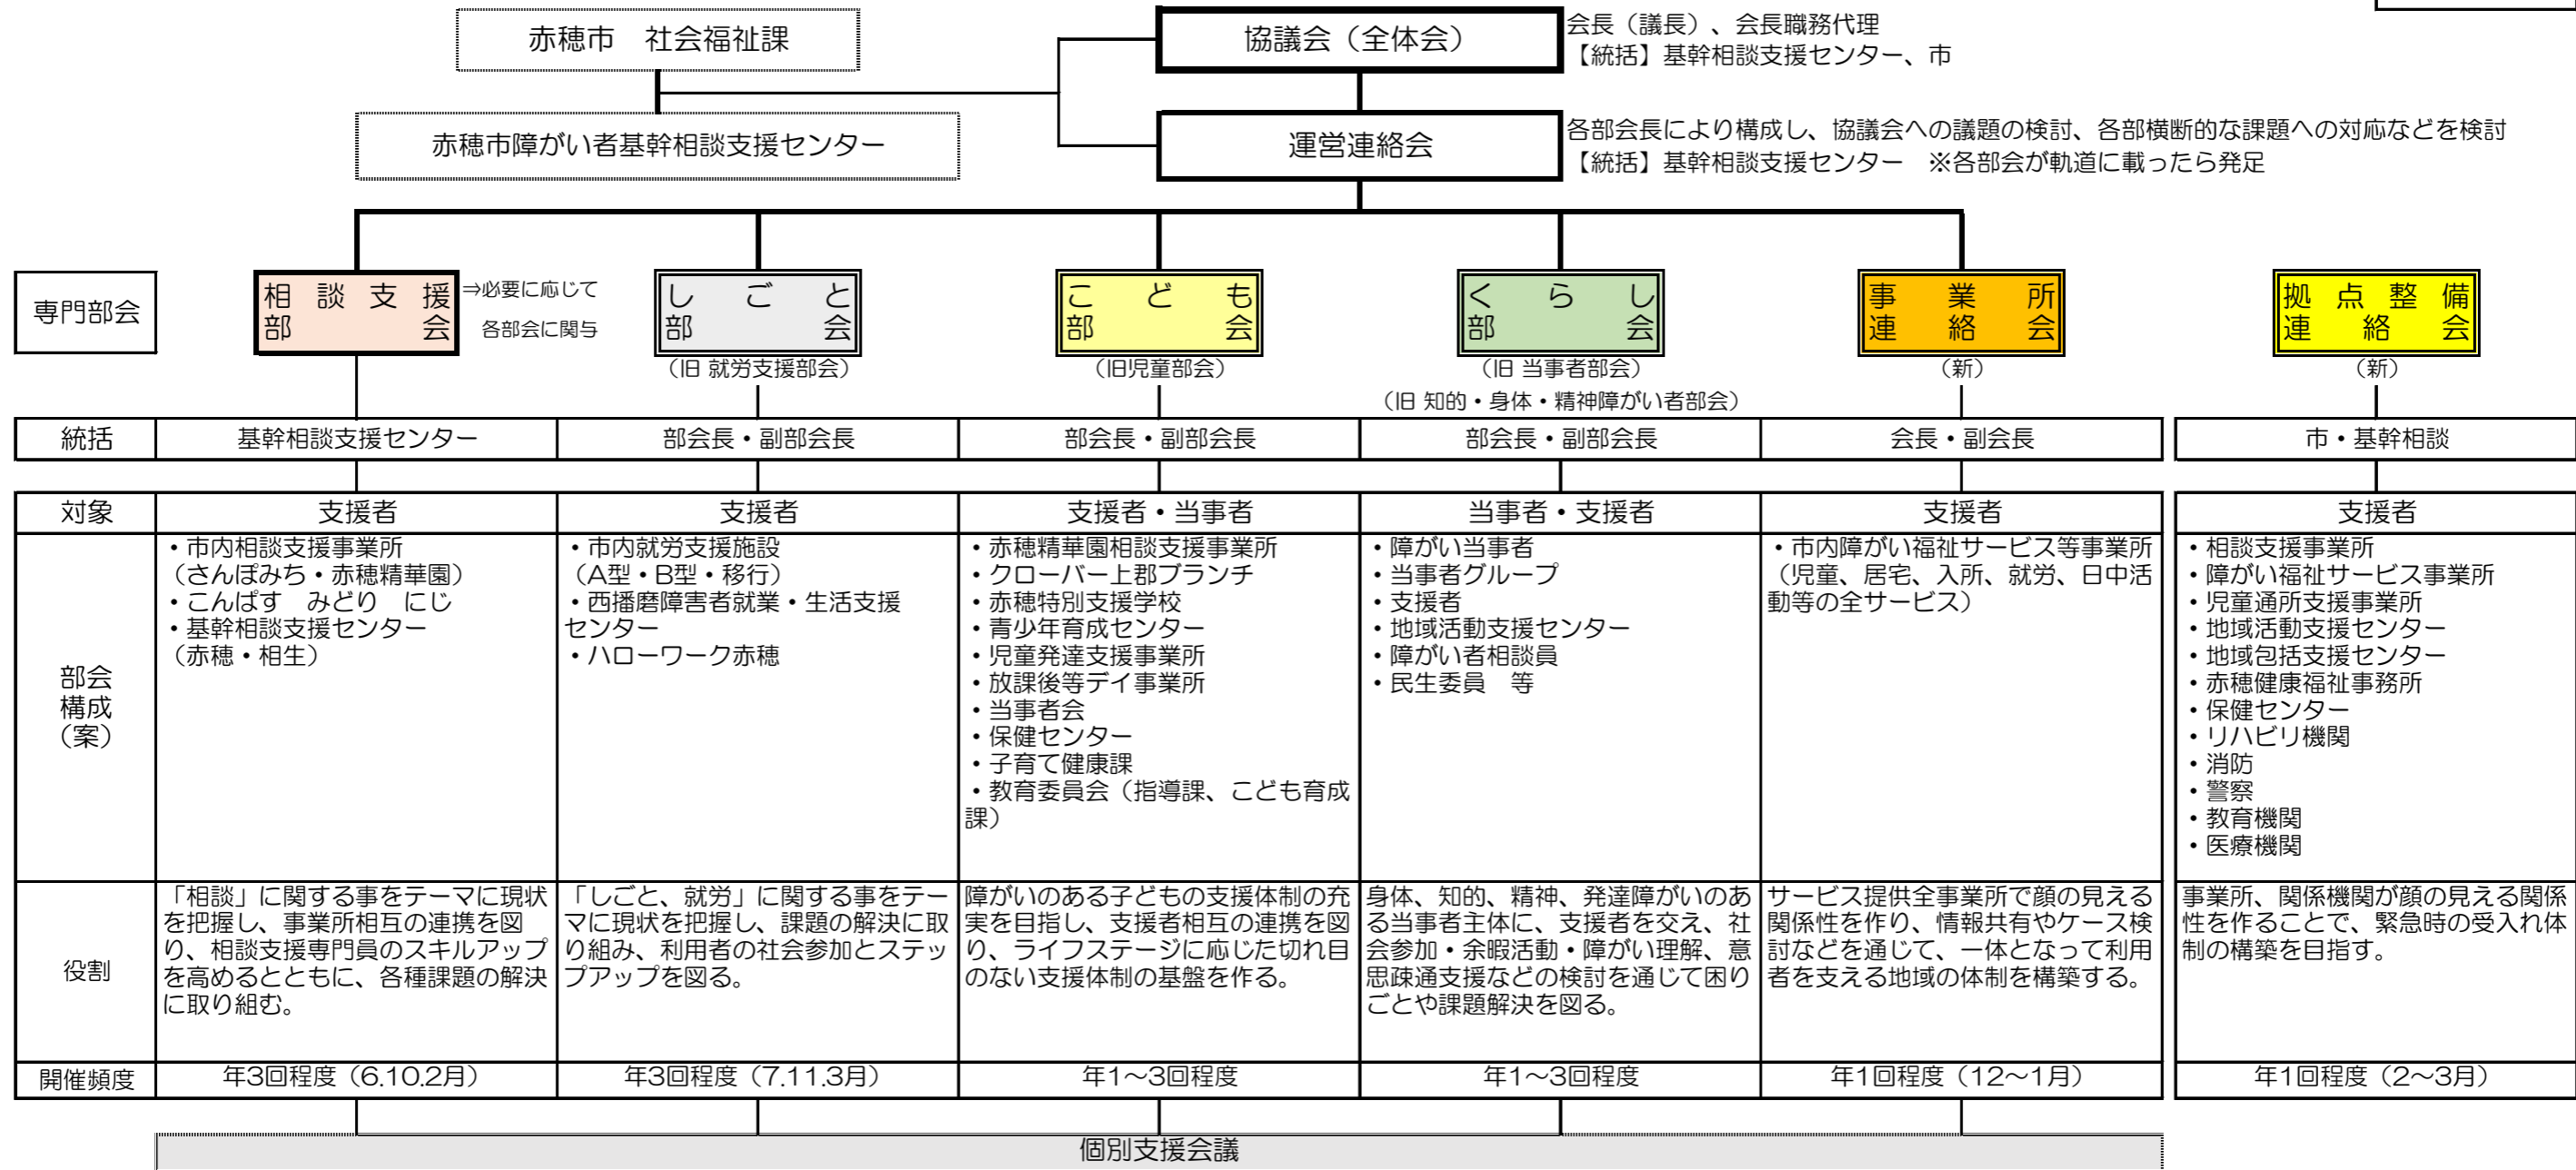 赤穂市　社会福祉課
協議会（全体会）
会長（議長）、会長職務代理
【統括】基幹相談支援センター、市
赤穂市障がい者基幹相談支援センター
運営連絡会
各部会長により構成し、協議会への議題の検討、各部横断的な課題への対応などを検討
【統括】基幹相談支援センター　※各部会が軌道に載ったら発足
専門部会
相談支援
部会
⇒必要に応じて
各部会に関与
しごと
部会
（旧 就労支援部会）
こども
部会
（旧児童部会）
くらし
部会
（旧 当事者部会）
（旧 知的・身体・精神障がい者部会）
事業所
連絡会
（新）
拠点整備
連絡会
（新）
統括
基幹相談支援センター
部会長・副部会長
部会長・副部会長
部会長・副部会長
会長・副会長
市・基幹相談
対象
支援者
支援者
支援者・当事者
当事者・支援者
支援者
支援者
部会
構成
（案）
・市内相談支援事業所
（さんぽみち・赤穂精華園）
・こんぱす　みどり　にじ
・基幹相談支援センター
（赤穂・相生）
・市内就労支援施設
（A型・B型・移行）
・西播磨障害者就業・生活支援
センター
・ハローワーク赤穂
・赤穂精華園相談支援事業所
・クローバー上郡ブランチ
・赤穂特別支援学校
・青少年育成センター
・児童発達支援事業所
・放課後等デイ事業所
・当事者会
・保健センター
・子育て健康課
・教育委員会（指導課、こども育成
課）
・障がい当事者
・当事者グループ
・支援者
・地域活動支援センター
・障がい者相談員
・民生委員　等
・市内障がい福祉サービス等事業所
（児童、居宅、入所、就労、日中活
動等の全サービス）
・相談支援事業所
・障がい福祉サービス事業所
・児童通所支援事業所
・地域活動支援センター
・地域包括支援センター
・赤穂健康福祉事務所
・保健センター
・リハビリ機関
・消防
・警察
・教育機関
・医療機関
役割
「相談」に関する事をテーマに現状
を把握し、事業所相互の連携を図
り、相談支援専門員のスキルアップ
を高めるとともに、各種課題の解決
に取り組む。
「しごと、就労」に関する事をテー
マに現状を把握し、課題の解決に取
り組み、利用者の社会参加とステッ
プアップを図る。
障がいのある子どもの支援体制の充
実を目指し、支援者相互の連携を図
り、ライフステージに応じた切れ目
のない支援体制の基盤を作る。
身体、知的、精神、発達障がいのあ
る当事者主体に、支援者を交え、社
会参加・余暇活動・障がい理解、意
思疎通支援などの検討を通じて困り
ごとや課題解決を図る。
サービス提供全事業所で顔の見える
関係性を作り、情報共有やケース検
討などを通じて、一体となって利用
者を支える地域の体制を構築する。
事業所、関係機関が顔の見える関係
性を作ることで、緊急時の受入れ体
制の構築を目指す。
開催頻度
年3回程度（6.10.2月）
年3回程度（7.11.3月）
年1～3回程度
年1～3回程度
年1回程度（12～1月）
年1回程度（2～3月）
個別支援会議